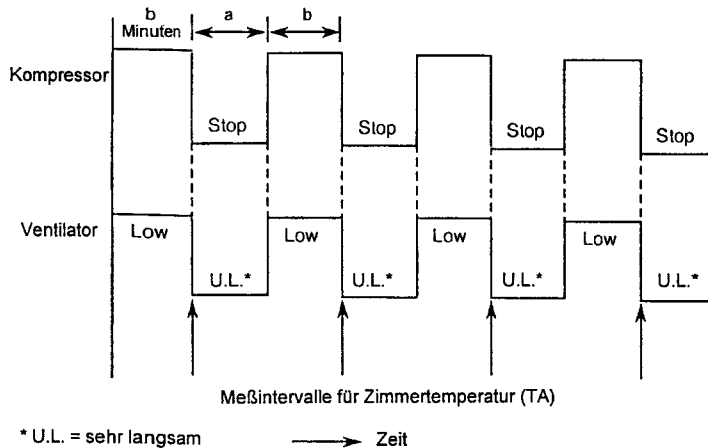 b
Minuten
a
b
Kompressor
Stop
Stop
Stop
Stop
Ventilator
Low
Low
Low
Low
U.L.*
U.L.*
U.L.*
U.L.*
Meßintervalle für Zimmertemperatur (TA)
* U.L. = sehr langsam
Zeit